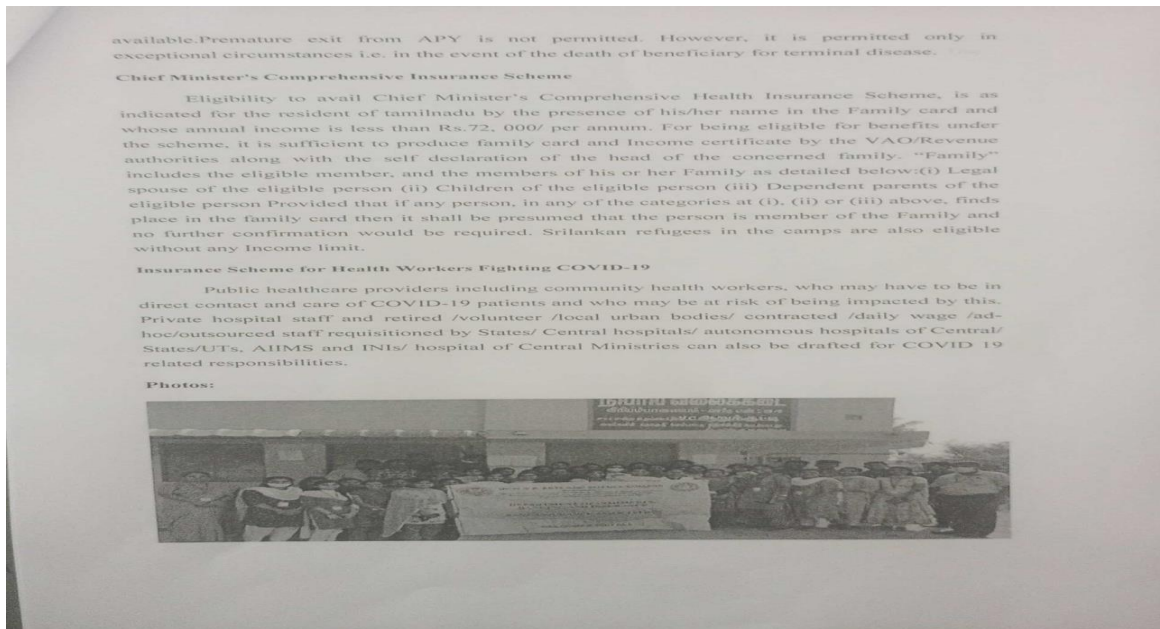 available.Premature exit from APY is not permitted. However, it is permitted only in
exceptional circumstances i.e. in the event of the death of beneficiary for terminal disease.
Chief Minister's Comprehensive Insurance Scheme
Eligibility to avail Chief Minister's Comprehensive Health Insurance Scheme, is as
indicated for the resident of tamilnadu by the presence of his/her name in the Family card and
whose annual income is less than Rs.72, 000/ per annum. For being eligible for benefits under
the scheme, it is sufficient to produce family card and Income certificate by the VAO/Revenue
authorities along with the self declaration of the head of the concerned family. “Family”
includes the eligible member, and the members of his or her Family as detailed below:(i) Legal
spouse of the eligible person (ii) Children of the eligible person (iii) Dependent parents of the
eligible person Provided that if any person, in any of the categories at (i), (ii) or (iii) above, finds
place in the family card then it shall be presumed that the person is member of the Family and
no further confirmation would be required. Srilankan refugees in the camps are also eligible
without any Income limit.
Insurance Scheme for Health Workers Fighting COVID-19
Public healthcare providers including community health workers, who may have to be in
direct contact and care of COVID-19 patients and who may be at risk of being impacted by this.
Private hospital staff and retired /volunteer /local urban bodies/ contracted /daily wage /ad-
hoc/outsourced staff requisitioned by States/ Central hospitals/ autonomous hospitals of Central/
States/UTs, AIIMS and INIs/ hospital of Central Ministries can also be drafted for COVID 19
related responsibilities.
Photos: